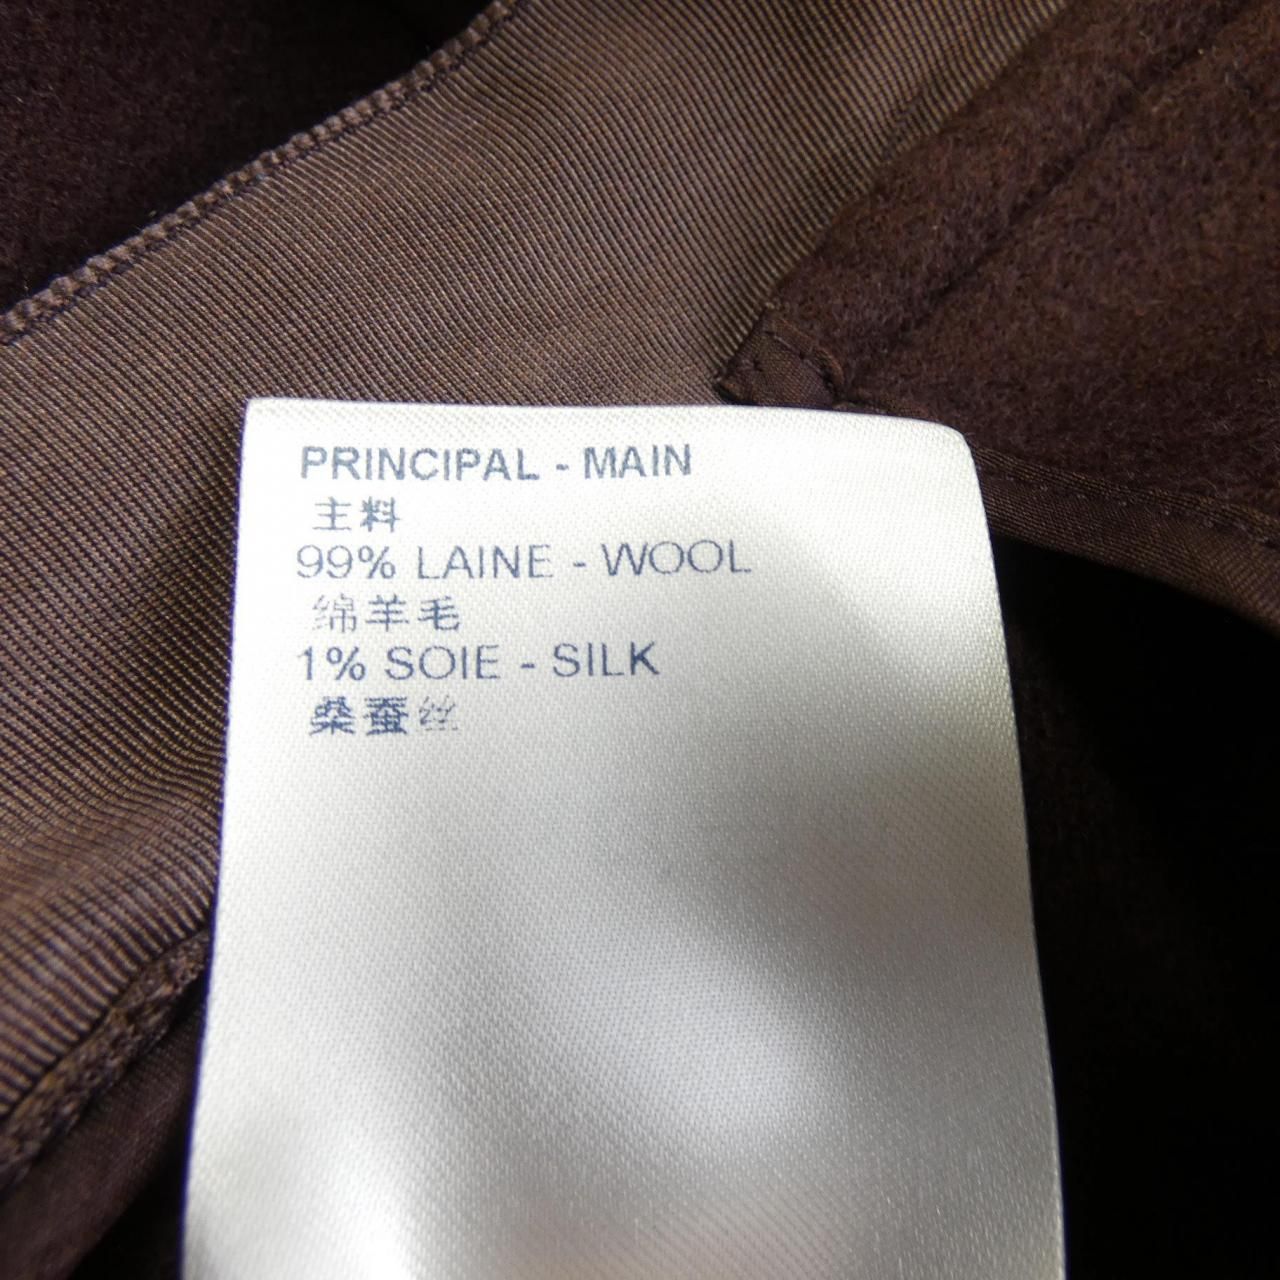 PRINCIPAL - MAIN
主料
99% LAINE - WOOL
绵羊毛
1% SOIE - SILK
桑蚕丝